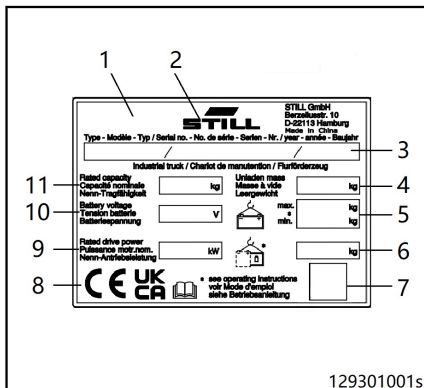 1
2
STILL
STILL GmbH
Berzeliusstr. 10
D-22113 Hamburg
Made in China
Type - Modèle - Typ / Serial no. - No. de série - Serien - Nr. / year - année - Baujahr
/ /
3
Industrial truck / Chariot de manutention / Flurförderzeug
11
Rated capacity
Capacité nominale
Nenn-Tragfähigkeit
kg
Unladen mass
Masse à vide
Leergewicht
kg
4
10
Battery voltage
Tension batterie
Batteriespannung
V
max.
*
min.
kg
kg
5
9
Rated drive power
Puissance motr.nom.
Nenn-Antriebsleistung
kW
*
kg
6
8
CE UK
CA
* see operating instructions
voir Mode d'emploi
siehe Betriebsanleitung
7
129301001s